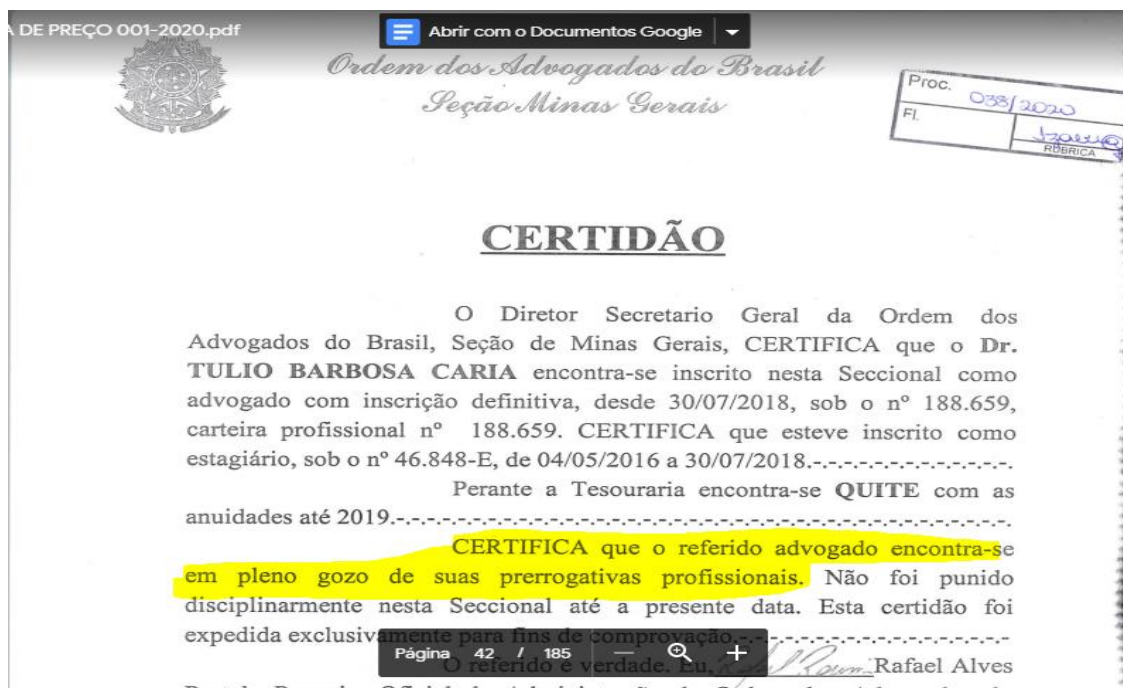 A DE PREÇO 001-2020.pdf
Abrir com o Documentos Google
Ordem dos Advogados do Brasil
Seção Minas Gerais
Proc. 038/2020
Fl.
RUBRICA
CERTIDÃO
O Diretor Secretario Geral da Ordem dos
Advogados do Brasil, Seção de Minas Gerais, CERTIFICA que o Dr.
TULIO BARBOSA CARIA encontra-se inscrito nesta Seccional como
advogado com inscrição definitiva, desde 30/07/2018, sob o nº 188.659,
carteira profissional nº 188.659. CERTIFICA que esteve inscrito como
estagiário, sob o nº 46.848-E, de 04/05/2016 a 30/07/2018.-.-.-.-.-.-.-.-.-.-.-.
Perante a Tesouraria encontra-se QUITE com as
anuidades até 2019.-.-.-.-.-.-.-.-.-.-.-.-.-.-.-.-.-.-.-.-.-.-.-.-.-.-.-.-.-.-.-.
CERTIFICA que o referido advogado encontra-se
em pleno gozo de suas prerrogativas profissionais. Não foi punido
disciplinarmente nesta Seccional até a presente data. Esta certidão foi
expedida exclusivamente para fins de comprovação.-.-.-.-.-.-.-.-.-.-.-.-.-
Página 42 / 185
O referido é verdade. Eu, Rafael Alves